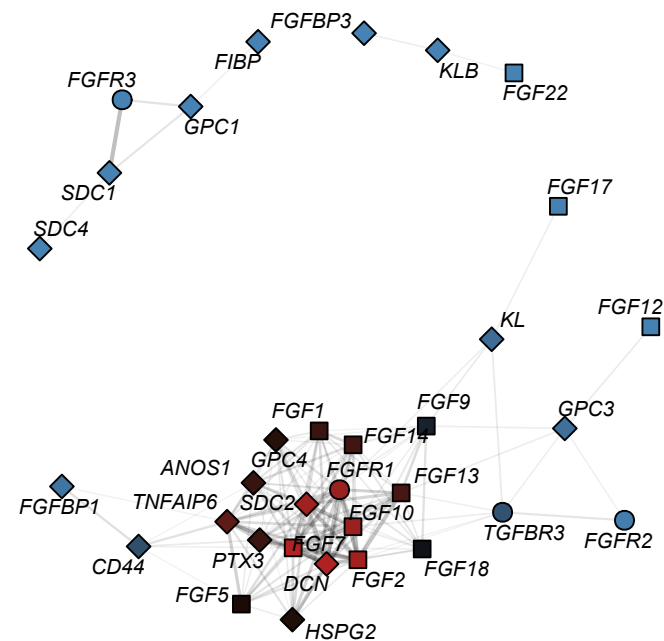 FGFBP3
FIBP
KLB
FGFR3
FGF22
GPC1
SDC1
FGF17
SDC4
FGF12
KL
FGF1
FGF9
GPC3
FGF14
GPC4
ANOS1
FGFR1
FGF13
FGFBP1
TNFAIP6
SDC2
FGF10
TGFBR3
FGFR2
CD44
PTX3
FGF7
FGF18
DCN
FGF2
FGF5
HSPG2